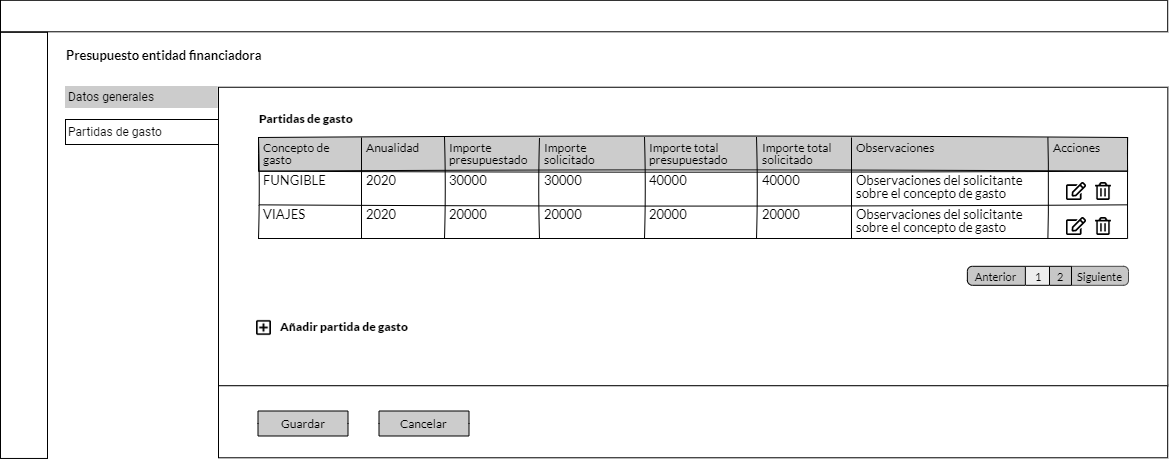 Presupuesto entidad financiadora
Datos generales
Partidas de gasto
Partidas de gasto
Concepto de gasto Anualidad Importe presupuestado Importe solicitado Importe total presupuestado Importe total solicitado Observaciones Acciones
FUNGIBLE 2020 30000 30000 40000 40000 Observaciones del solicitante
sobre el concepto de gasto
VIAJES 2020 20000 20000 20000 20000 Observaciones del solicitante
sobre el concepto de gasto
Anterior 1 2 Siguiente
Añadir partida de gasto
Guardar Cancelar